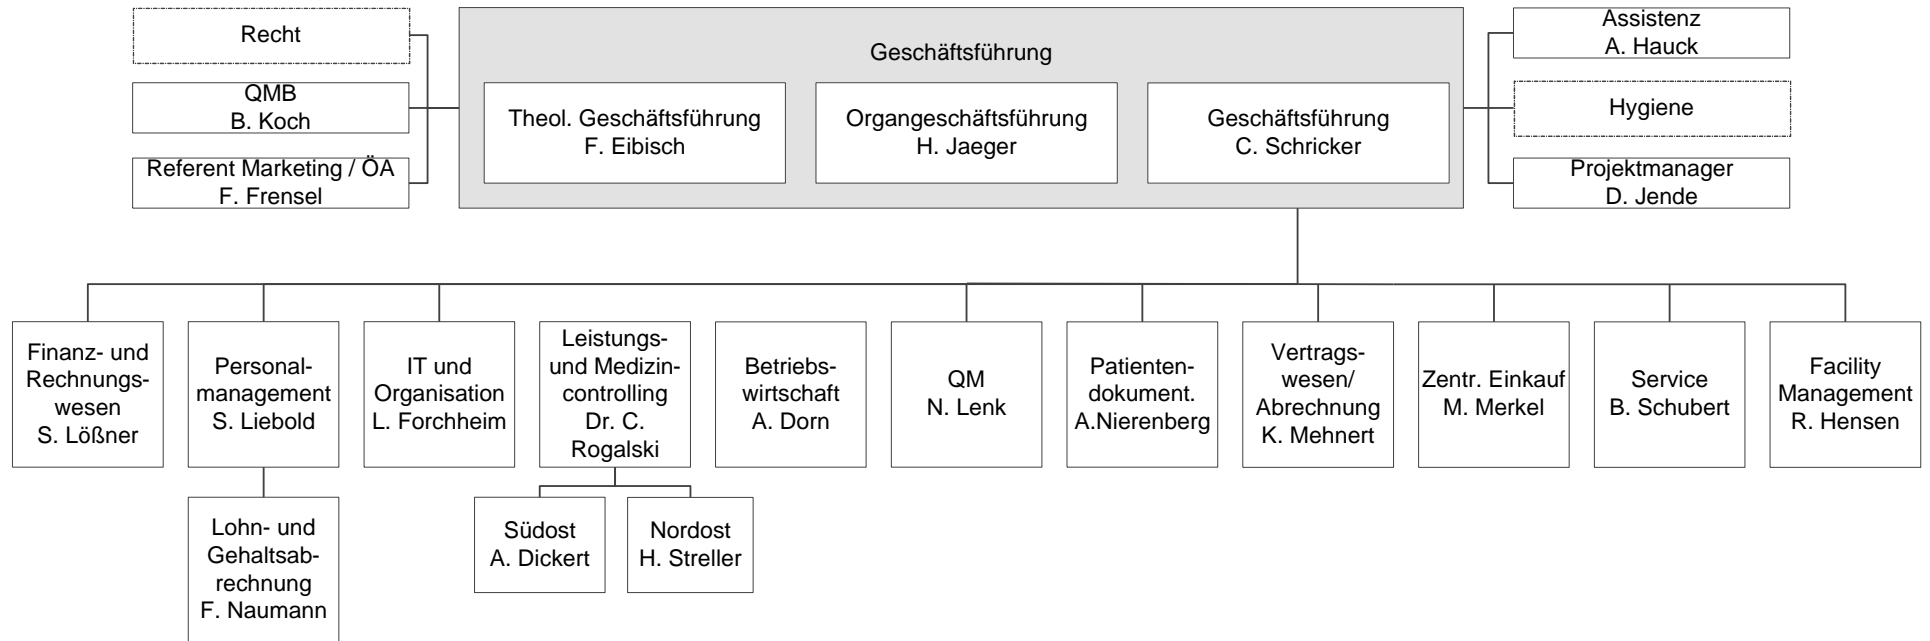 Recht
QMB
B. Koch
Referent Marketing / ÖA
F. Frensel
Geschäftsführung
Theol. Geschäftsführung
F. Eibisch
Organgeschäftsführung
H. Jaeger
Geschäftsführung
C. Schricker
Assistenz
A. Hauck
Hygiene
Projektmanager
D. Jende
Finanz- und
Rechnungs-
wesen
S. Lößner
Personal-
management
S. Liebold
IT und
Organisation
L. Forchheim
Leistungs-
und Medizin-
controlling
Dr. C.
Rogalski
Betriebs-
wirtschaft
A. Dorn
QM
N. Lenk
Patienten-
dokument.
A.Nierenberg
Vertrags-
wesen/
Abrechnung
K. Mehnert
Zentr. Einkauf
M. Merkel
Service
B. Schubert
Facility
Management
R. Hensen
Lohn- und
Gehaltsab-
rechnung
F. Naumann
Südost
A. Dickert
Nordost
H. Streller